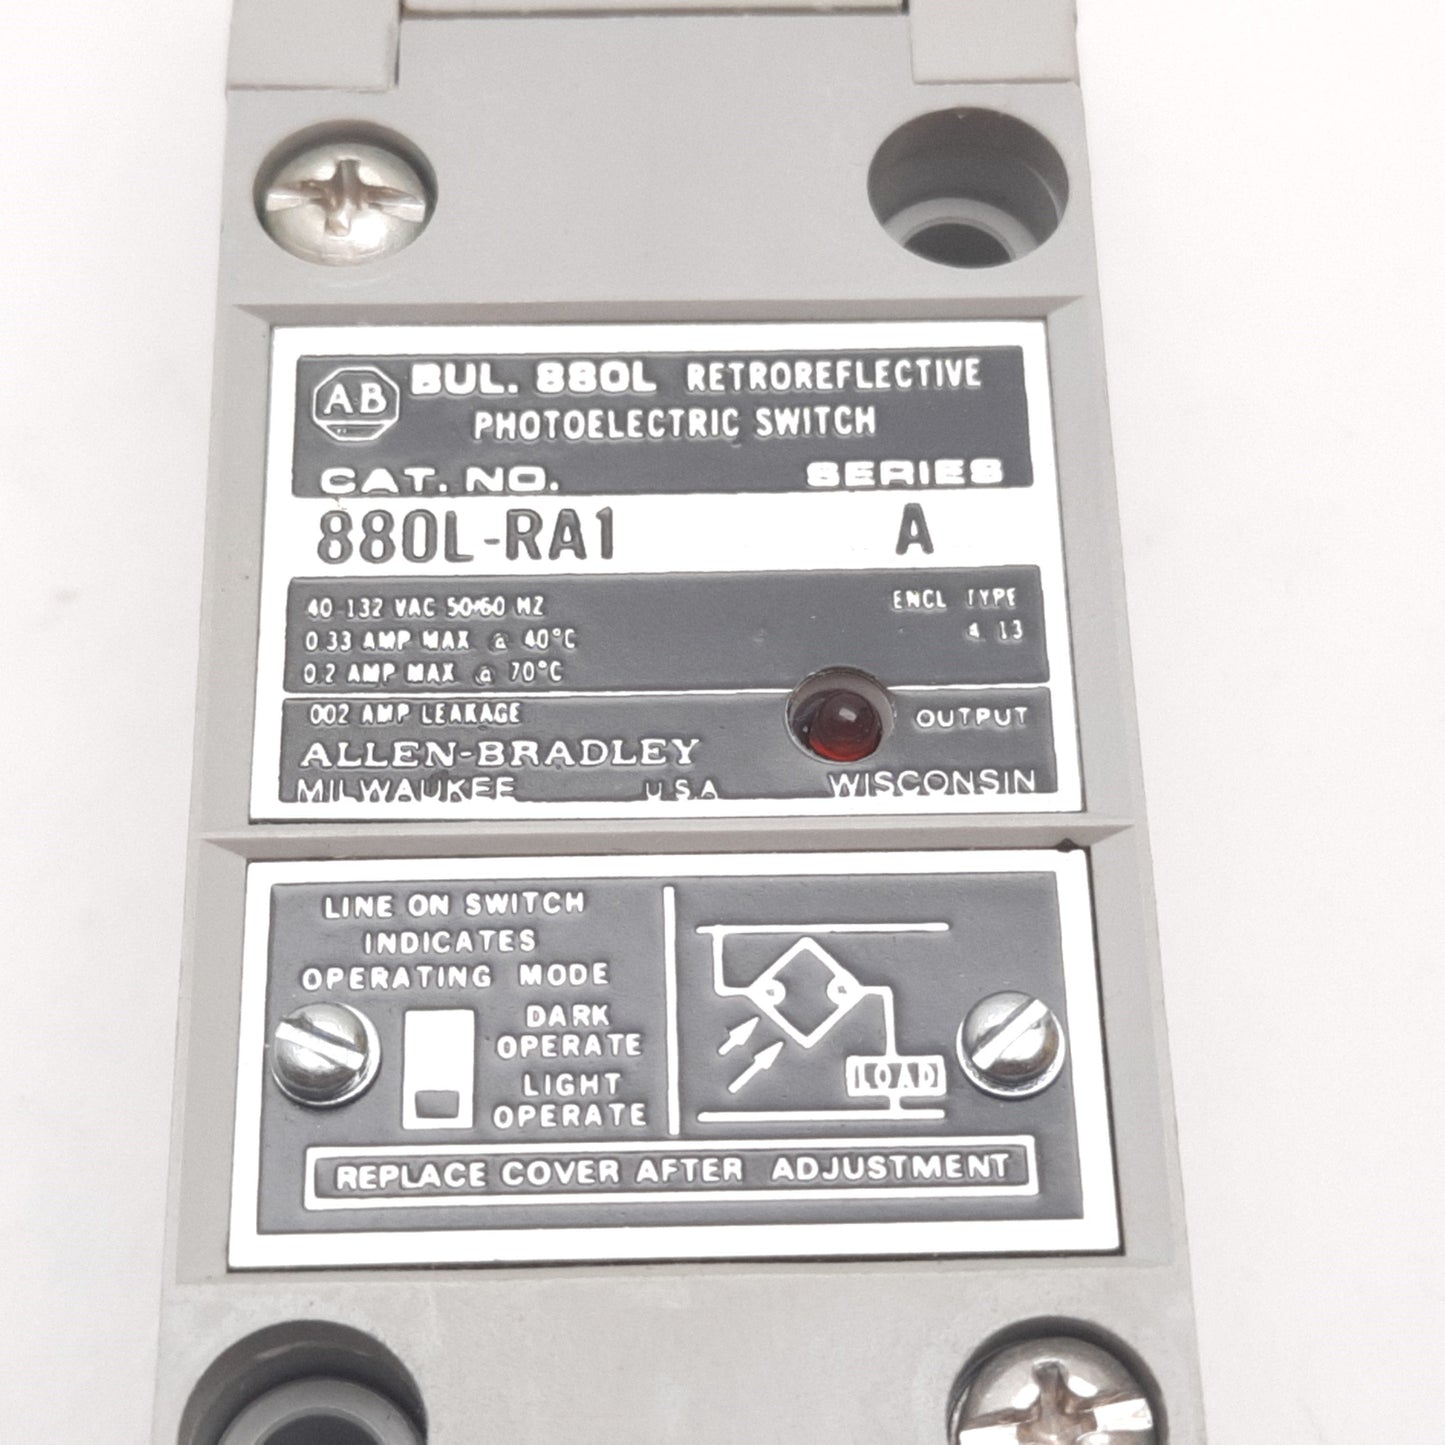 AB BUL. 880L RETROREFLECTIVE
PHOTOELECTRIC SWITCH
CAT. NO. SERIES
880L-RA1 A
40-132 VAC 50/60 HZ ENCL TYPE
0.33 AMP MAX @ 40°C 4 13
0.2 AMP MAX @ 70°C
.002 AMP LEAKAGE OUTPUT
ALLEN-BRADLEY
MILWAUKEE U.S.A WISCONSIN
LINE ON SWITCH
INDICATES
OPERATING MODE
DARK
OPERATE
LIGHT
OPERATE
LOAD
REPLACE COVER AFTER ADJUSTMENT